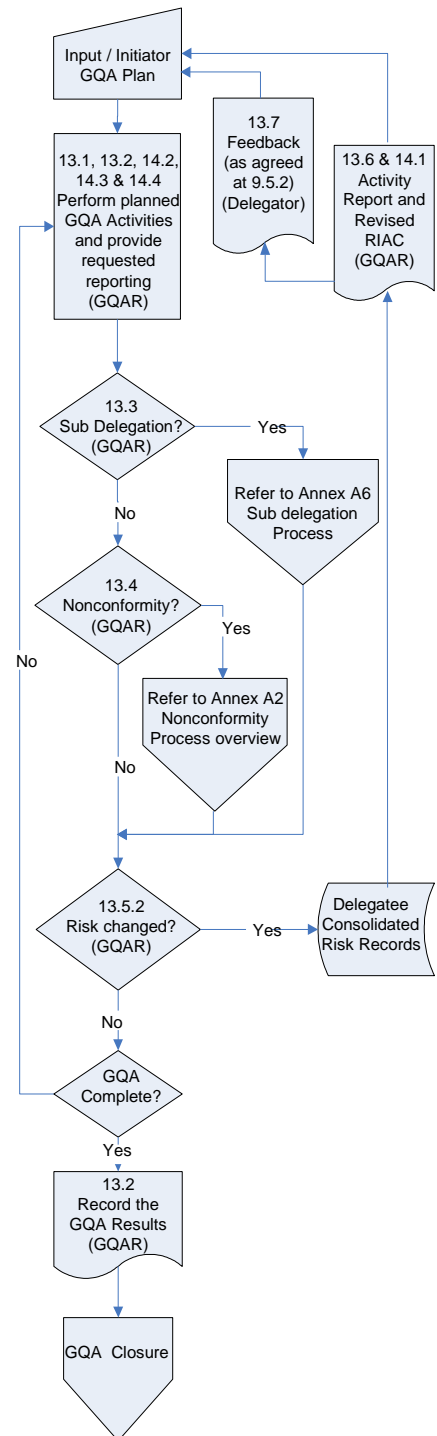 Input / Initiator
GQA Plan
13.7
Feedback
(as agreed
at 9.5.2)
(Delegator)
13.6 & 14.1
Activity
Report and
Revised
RIAC
(GQAR)
13.1, 13.2, 14.2,
14.3 & 14.4
Perform planned
GQA Activities
and provide
requested
reporting
(GQAR)
13.3
Sub Delegation?
(GQAR)
Yes
No
Refer to Annex A6
Sub delegation
Process
13.4
Nonconformity?
(GQAR)
Yes
No
No
Refer to Annex A2
Nonconformity
Process overview
13.5.2
Risk changed?
(GQAR)
Yes
Delegatee
Consolidated
Risk Records
No
GQA
Complete?
Yes
13.2
Record the
GQA Results
(GQAR)
GQA Closure